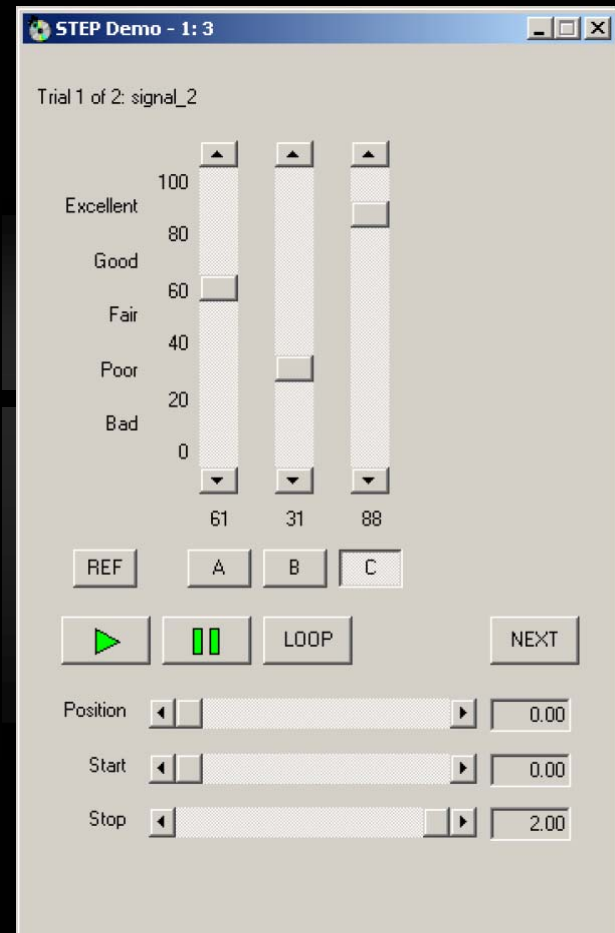 STEP Demo - 1: 3
Trial 1 of 2: signal_2
100
Excellent
80
Good
60
Fair
40
Poor
20
Bad
0
61 31 88
REF A B C
LOOP NEXT
Position 0.00
Start 0.00
Stop 2.00